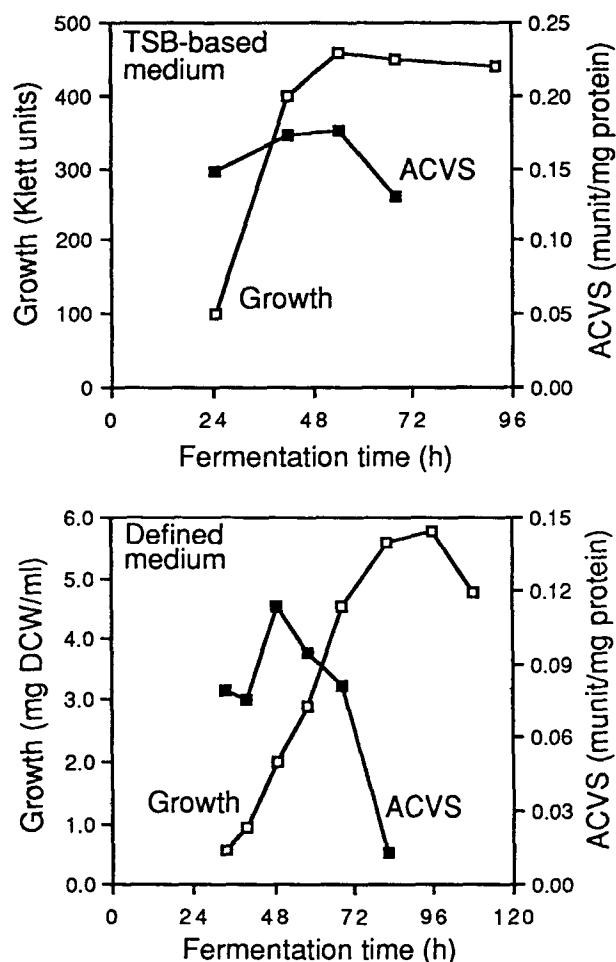 TSB-based
medium
Growth (Klett units)
500
400
300
200
100
0
ACVS (munit/mg protein)
0.25
0.20
0.15
0.10
0.05
0.00
ACVS
Growth
0 24 48 72 96
Fermentation time (h)
Defined
medium
Growth (mg DCW/ml)
6.0
5.0
4.0
3.0
2.0
1.0
0.0
ACVS (munit/mg protein)
0.15
0.12
0.09
0.06
0.03
0.00
Growth
ACVS
0 24 48 72 96 120
Fermentation time (h)